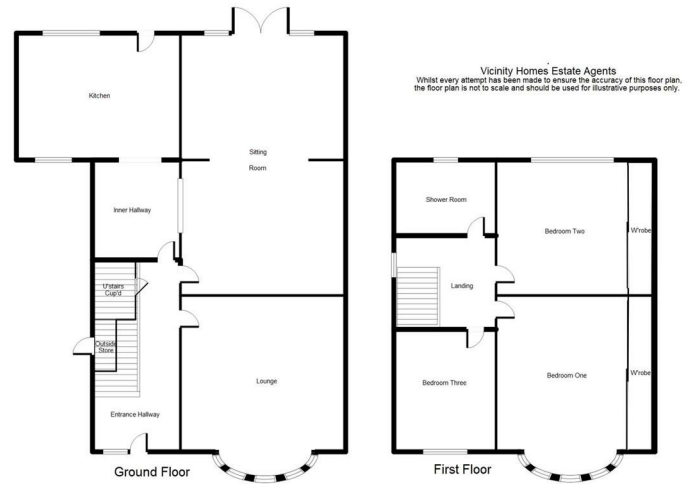 Vicinity Homes Estate Agents
Whilst every attempt has been made to ensure the accuracy of this floor plan,
the floor plan is not to scale and should be used for illustrative purposes only.
Kitchen
Sitting
Room
Inner Hallway
U'stairs
Cup'd
Outside
Store
Lounge
Entrance Hallway
Ground Floor
Shower Room
Bedroom Two
W'robe
Landing
Bedroom Three
Bedroom One
W'robe
First Floor